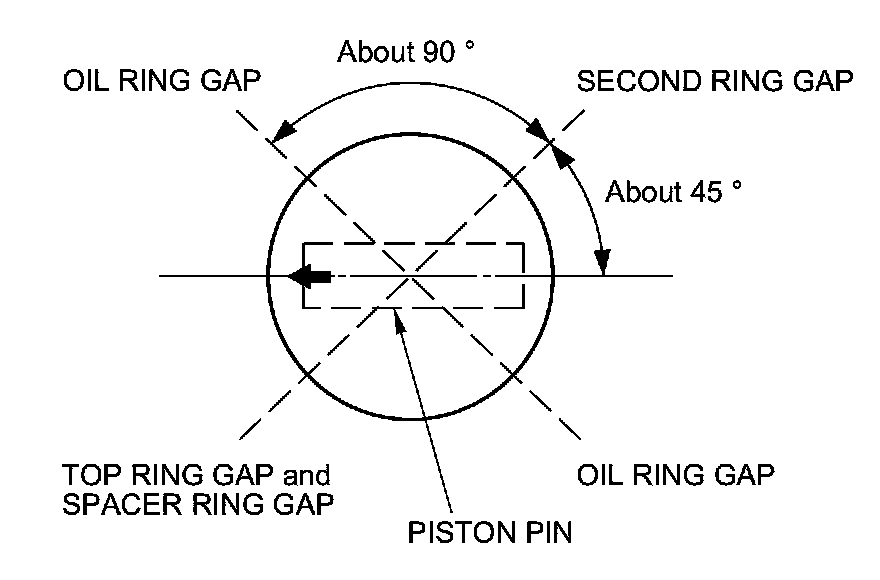 About 90 °
OIL RING GAP
SECOND RING GAP
About 45 °
TOP RING GAP and
SPACER RING GAP
OIL RING GAP
PISTON PIN